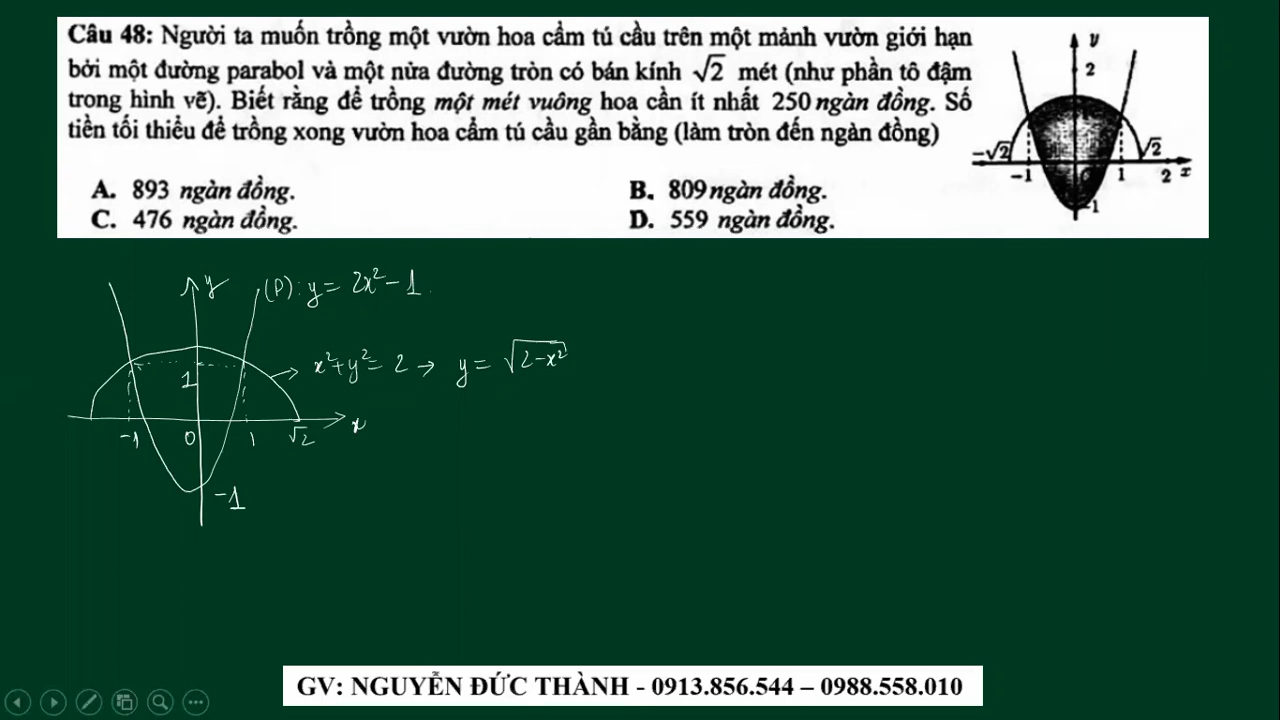 Câu 48: Người ta muốn trồng một vườn hoa cẩm tú cầu trên một mảnh vườn giới hạn
bởi một đường parabol và một nửa đường tròn có bán kính √2 mét (như phần tô đậm
trong hình vẽ). Biết rằng để trồng một mét vuông hoa cần ít nhất 250 ngàn đồng. Số
tiền tối thiểu để trồng xong vườn hoa cẩm tú cầu gần bằng (làm tròn đến ngàn đồng)
A. 893 ngàn đồng.
B. 809 ngàn đồng.
C. 476 ngàn đồng.
D. 559 ngàn đồng.
y
2
-√2
√2
-1
1
2
x
-1
y
(P): y = 2x² - 1.
x² + y² = 2 → y = √(2-x²)
1
-1
0
1
√2
x
-1
GV: NGUYỄN ĐỨC THÀNH - 0913.856.544 – 0988.558.010